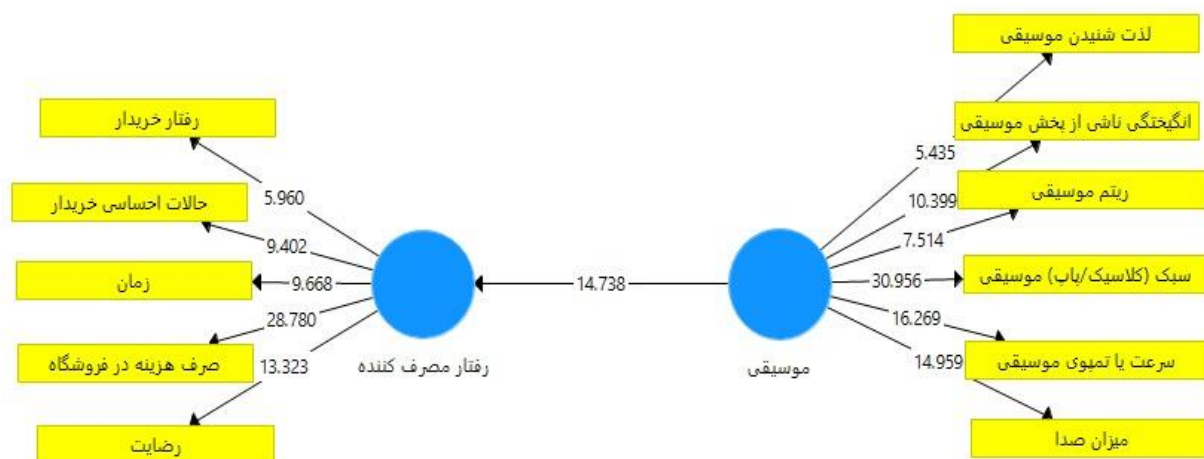 لذت شنیدن موسیقی
انگیختگی ناشی از پخش موسیقی
ریتم موسیقی
سبک (کلاسیک/پاپ) موسیقی
سرعت یا تمپوی موسیقی
میزان صدا
5.435
10.399
7.514
30.956
16.269
14.959
موسیقی
14.738
رفتار مصرف کننده
5.960
9.402
9.668
28.780
13.323
رفتار خریدار
حالات احساسی خریدار
زمان
صرف هزینه در فروشگاه
رضایت